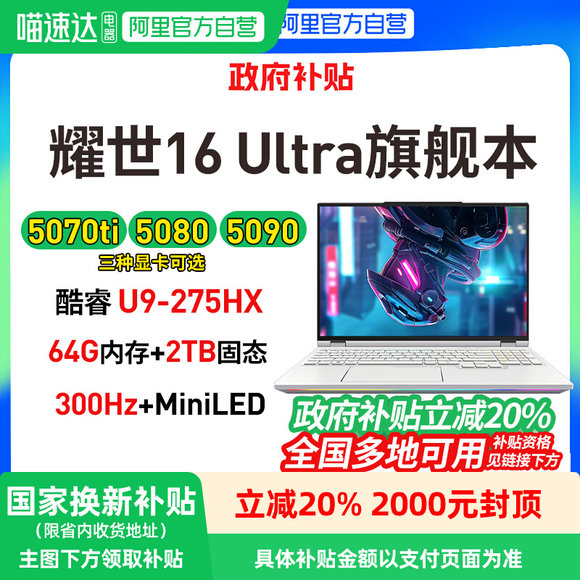 喵速达电器 阿里官方自营 阿里官方自营
政府补贴
耀世16 Ultra旗舰本
5070ti 5080 5090
三种显卡可选
酷睿 U9-275HX
64G内存+2TB固态
300Hz+MiniLED
政府补贴立减20%
全国多地可用 补贴资格
见链接下方
国家换新补贴
(限省内收货地址)
主图下方领取补贴
立减20% 2000元封顶
具体补贴金额以支付页面为准